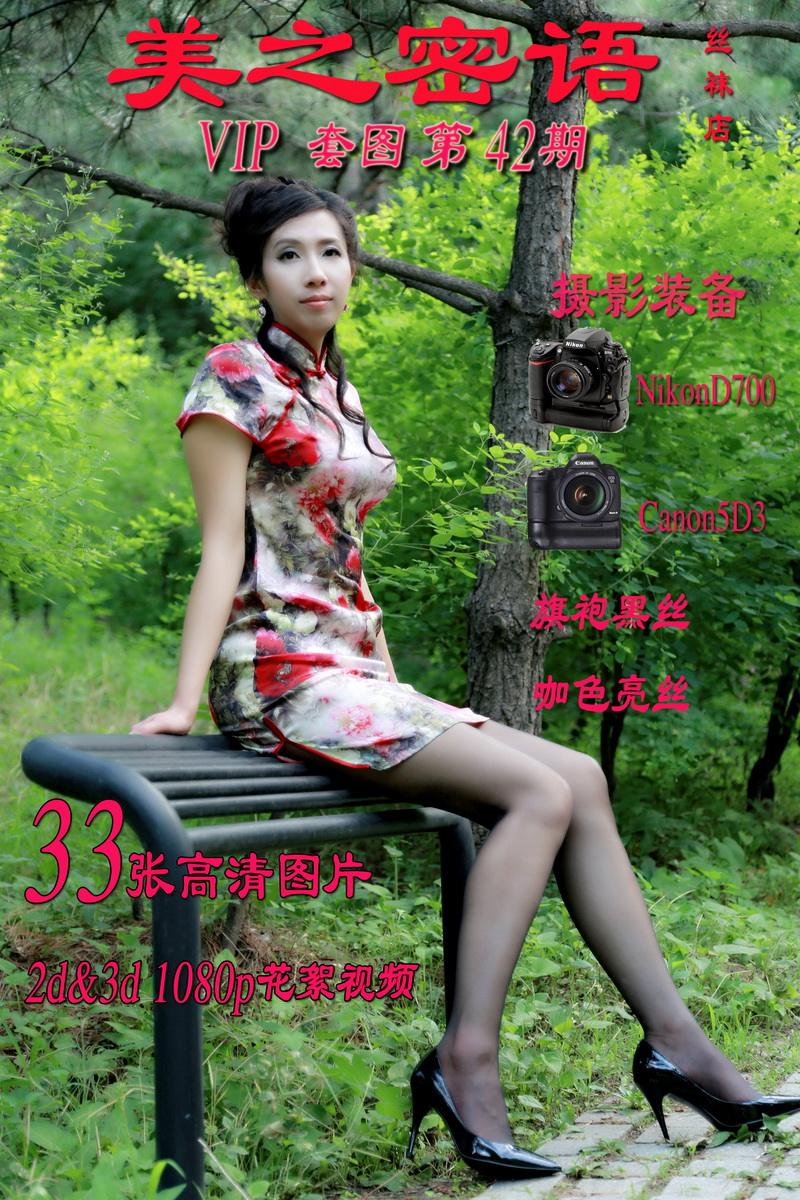 美之密语
丝袜店
VIP 套图 第 42期
摄影装备
Nikon
NikonD700
Canon
Canon5D3
旗袍黑丝
咖色亮丝
33张高清图片
2d&3d 1080p花絮视频